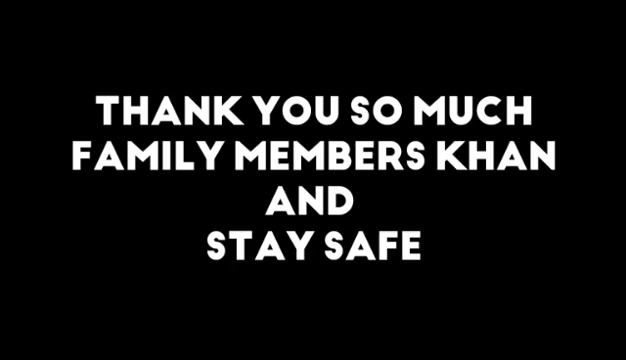 THANK YOU SO MUCH
FAMILY MEMBERS KHAN
AND
STAY SAFE